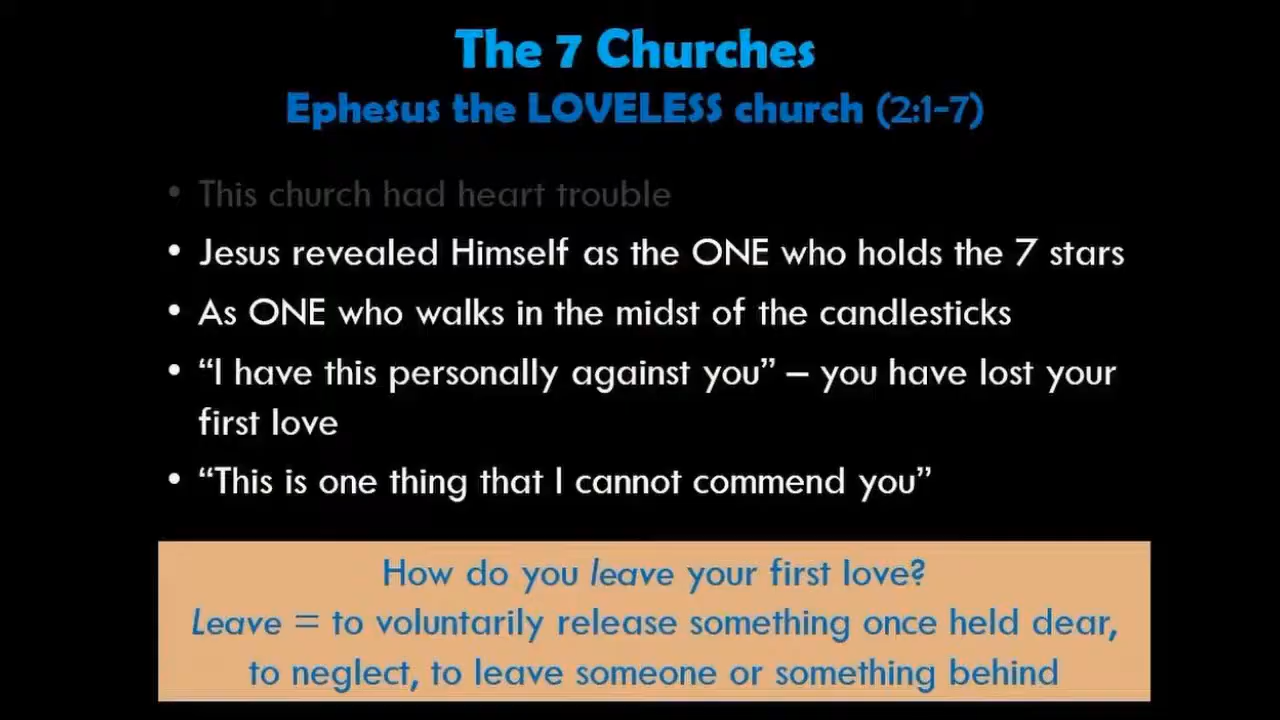 The 7 Churches
Ephesus the LOVELESS church (2:1-7)
• This church had heart trouble
• Jesus revealed Himself as the ONE who holds the 7 stars
• As ONE who walks in the midst of the candlesticks
• “I have this personally against you” – you have lost your
first love
• “This is one thing that I cannot commend you”
How do you leave your first love?
Leave = to voluntarily release something once held dear,
to neglect, to leave someone or something behind